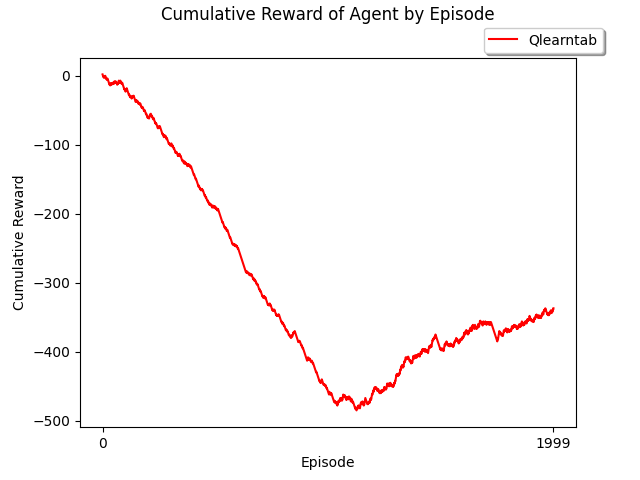 Cumulative Reward of Agent by Episode
Qlearntab
0
−100
−200
−300
−400
−500
Cumulative Reward
0
1999
Episode